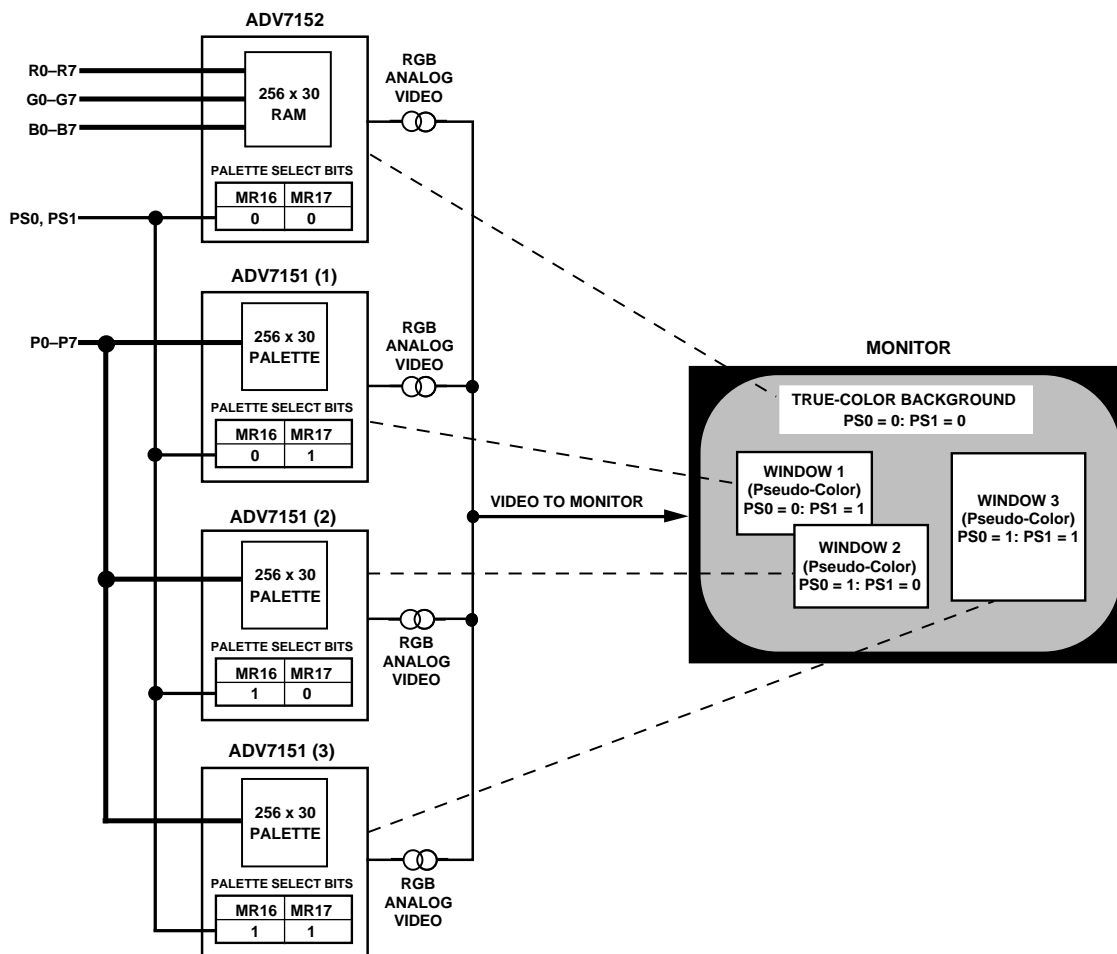 ADV7152
R0–R7
G0–G7
B0–B7
256 x 30
RAM
RGB
ANALOG
VIDEO
PALETTE SELECT BITS
MR16 MR17
0 0
PS0, PS1
ADV7151 (1)
P0–P7
256 x 30
PALETTE
RGB
ANALOG
VIDEO
PALETTE SELECT BITS
MR16 MR17
0 1
ADV7151 (2)
256 x 30
PALETTE
RGB
ANALOG
VIDEO
PALETTE SELECT BITS
MR16 MR17
1 0
ADV7151 (3)
256 x 30
PALETTE
RGB
ANALOG
VIDEO
PALETTE SELECT BITS
MR16 MR17
1 1
VIDEO TO MONITOR
MONITOR
TRUE-COLOR BACKGROUND
PS0 = 0: PS1 = 0
WINDOW 1
(Pseudo-Color)
PS0 = 0: PS1 = 1
WINDOW 2
(Pseudo-Color)
PS0 = 1: PS1 = 0
WINDOW 3
(Pseudo-Color)
PS0 = 1: PS1 = 1